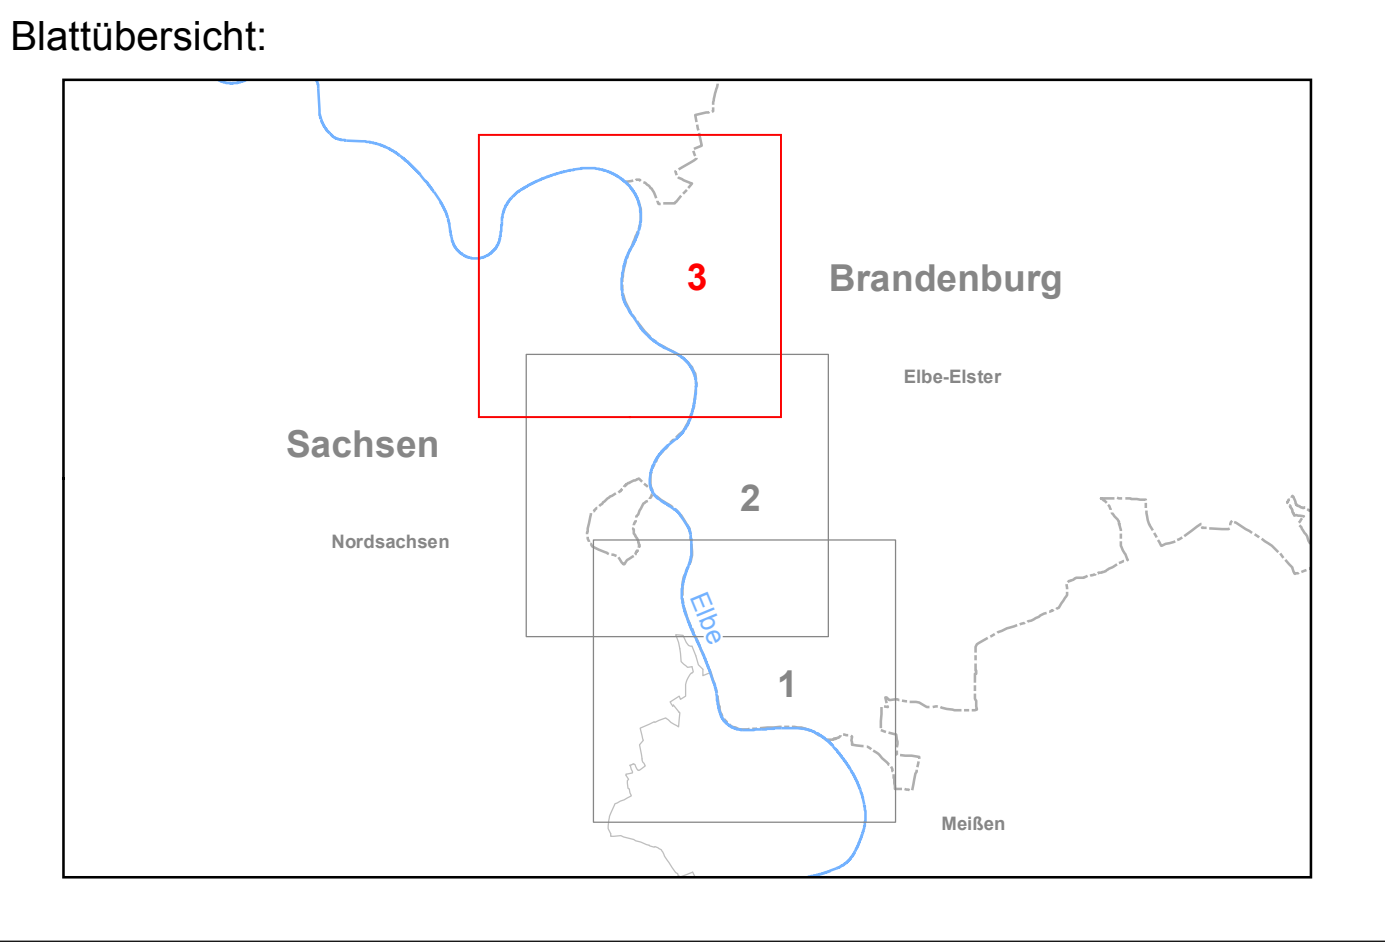 Blattübersicht:
3
Brandenburg
Elbe-Elster
Sachsen
2
Nordsachsen
Elbe
1
Meißen